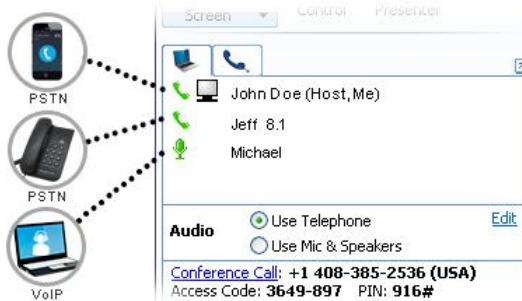 Screen Control Presenter
PSTN
John Doe (Host, Me)
Jeff 8.1
PSTN
Michael
Audio Use Telephone Edit
Use Mic & Speakers
VoIP
Conference Call: +1 408-385-2536 (USA)
Access Code: 3649-897 PIN: 916#